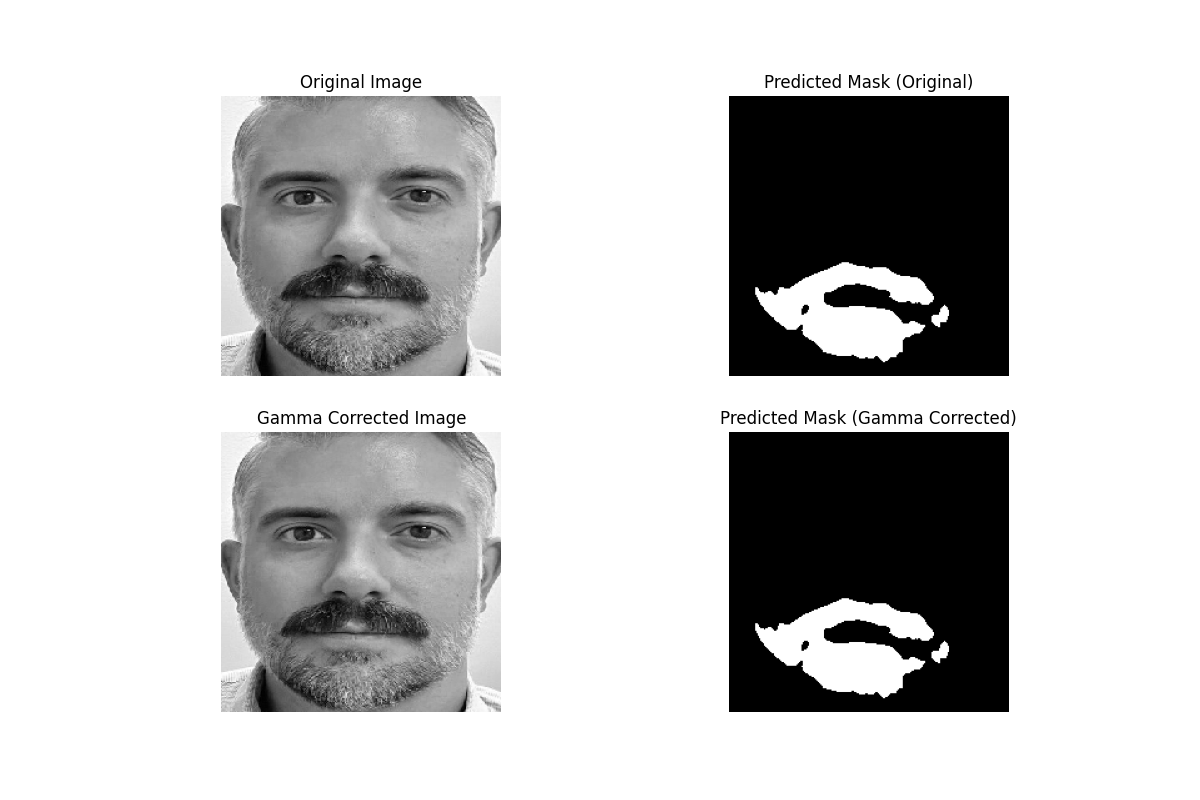 Original Image
Predicted Mask (Original)
Gamma Corrected Image
Predicted Mask (Gamma Corrected)